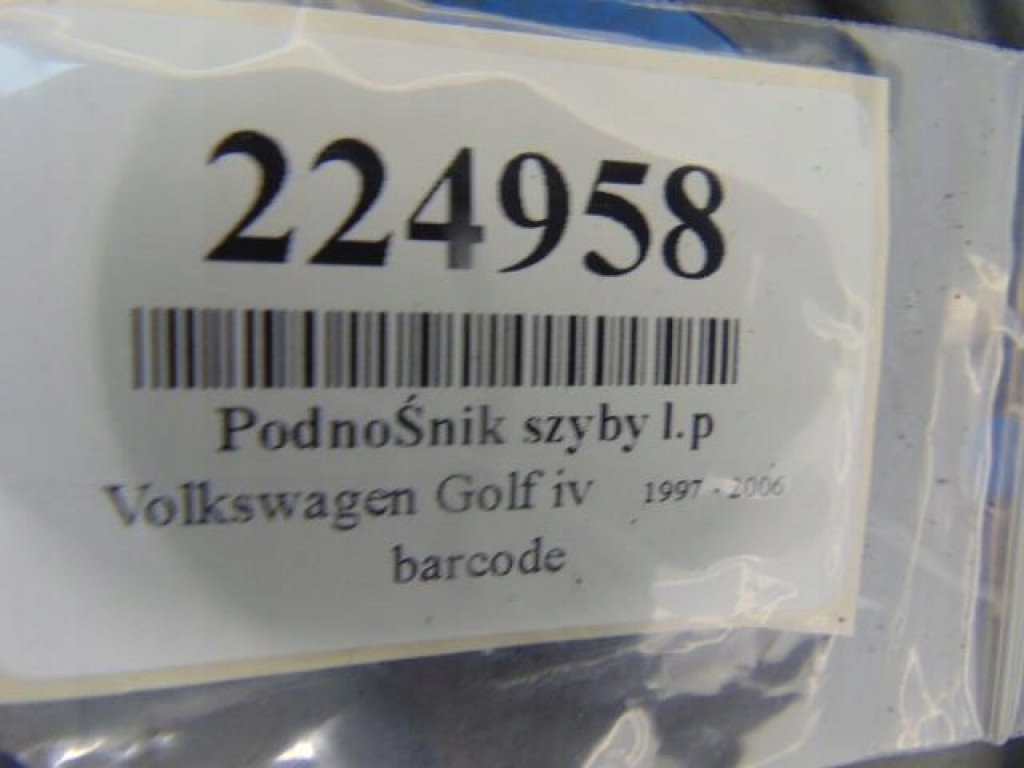 224958
PodnoŚnik szyby l.p
Volkswagen Golf iv 1997 - 2006
barcode